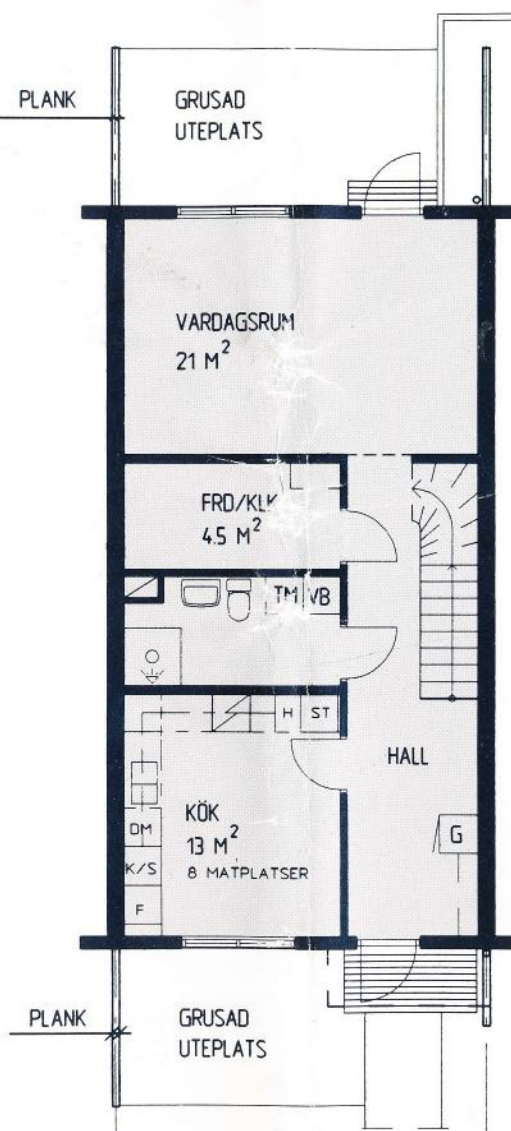 PLANK
GRUSAD
UTEPLATS
VARDAGSRUM
21 M²
FRD/KLK
4.5 M²
TM VB
H ST
HALL
KÖK
13 M²
8 MATPLATSER
DM
K/S
F
G
PLANK
GRUSAD
UTEPLATS